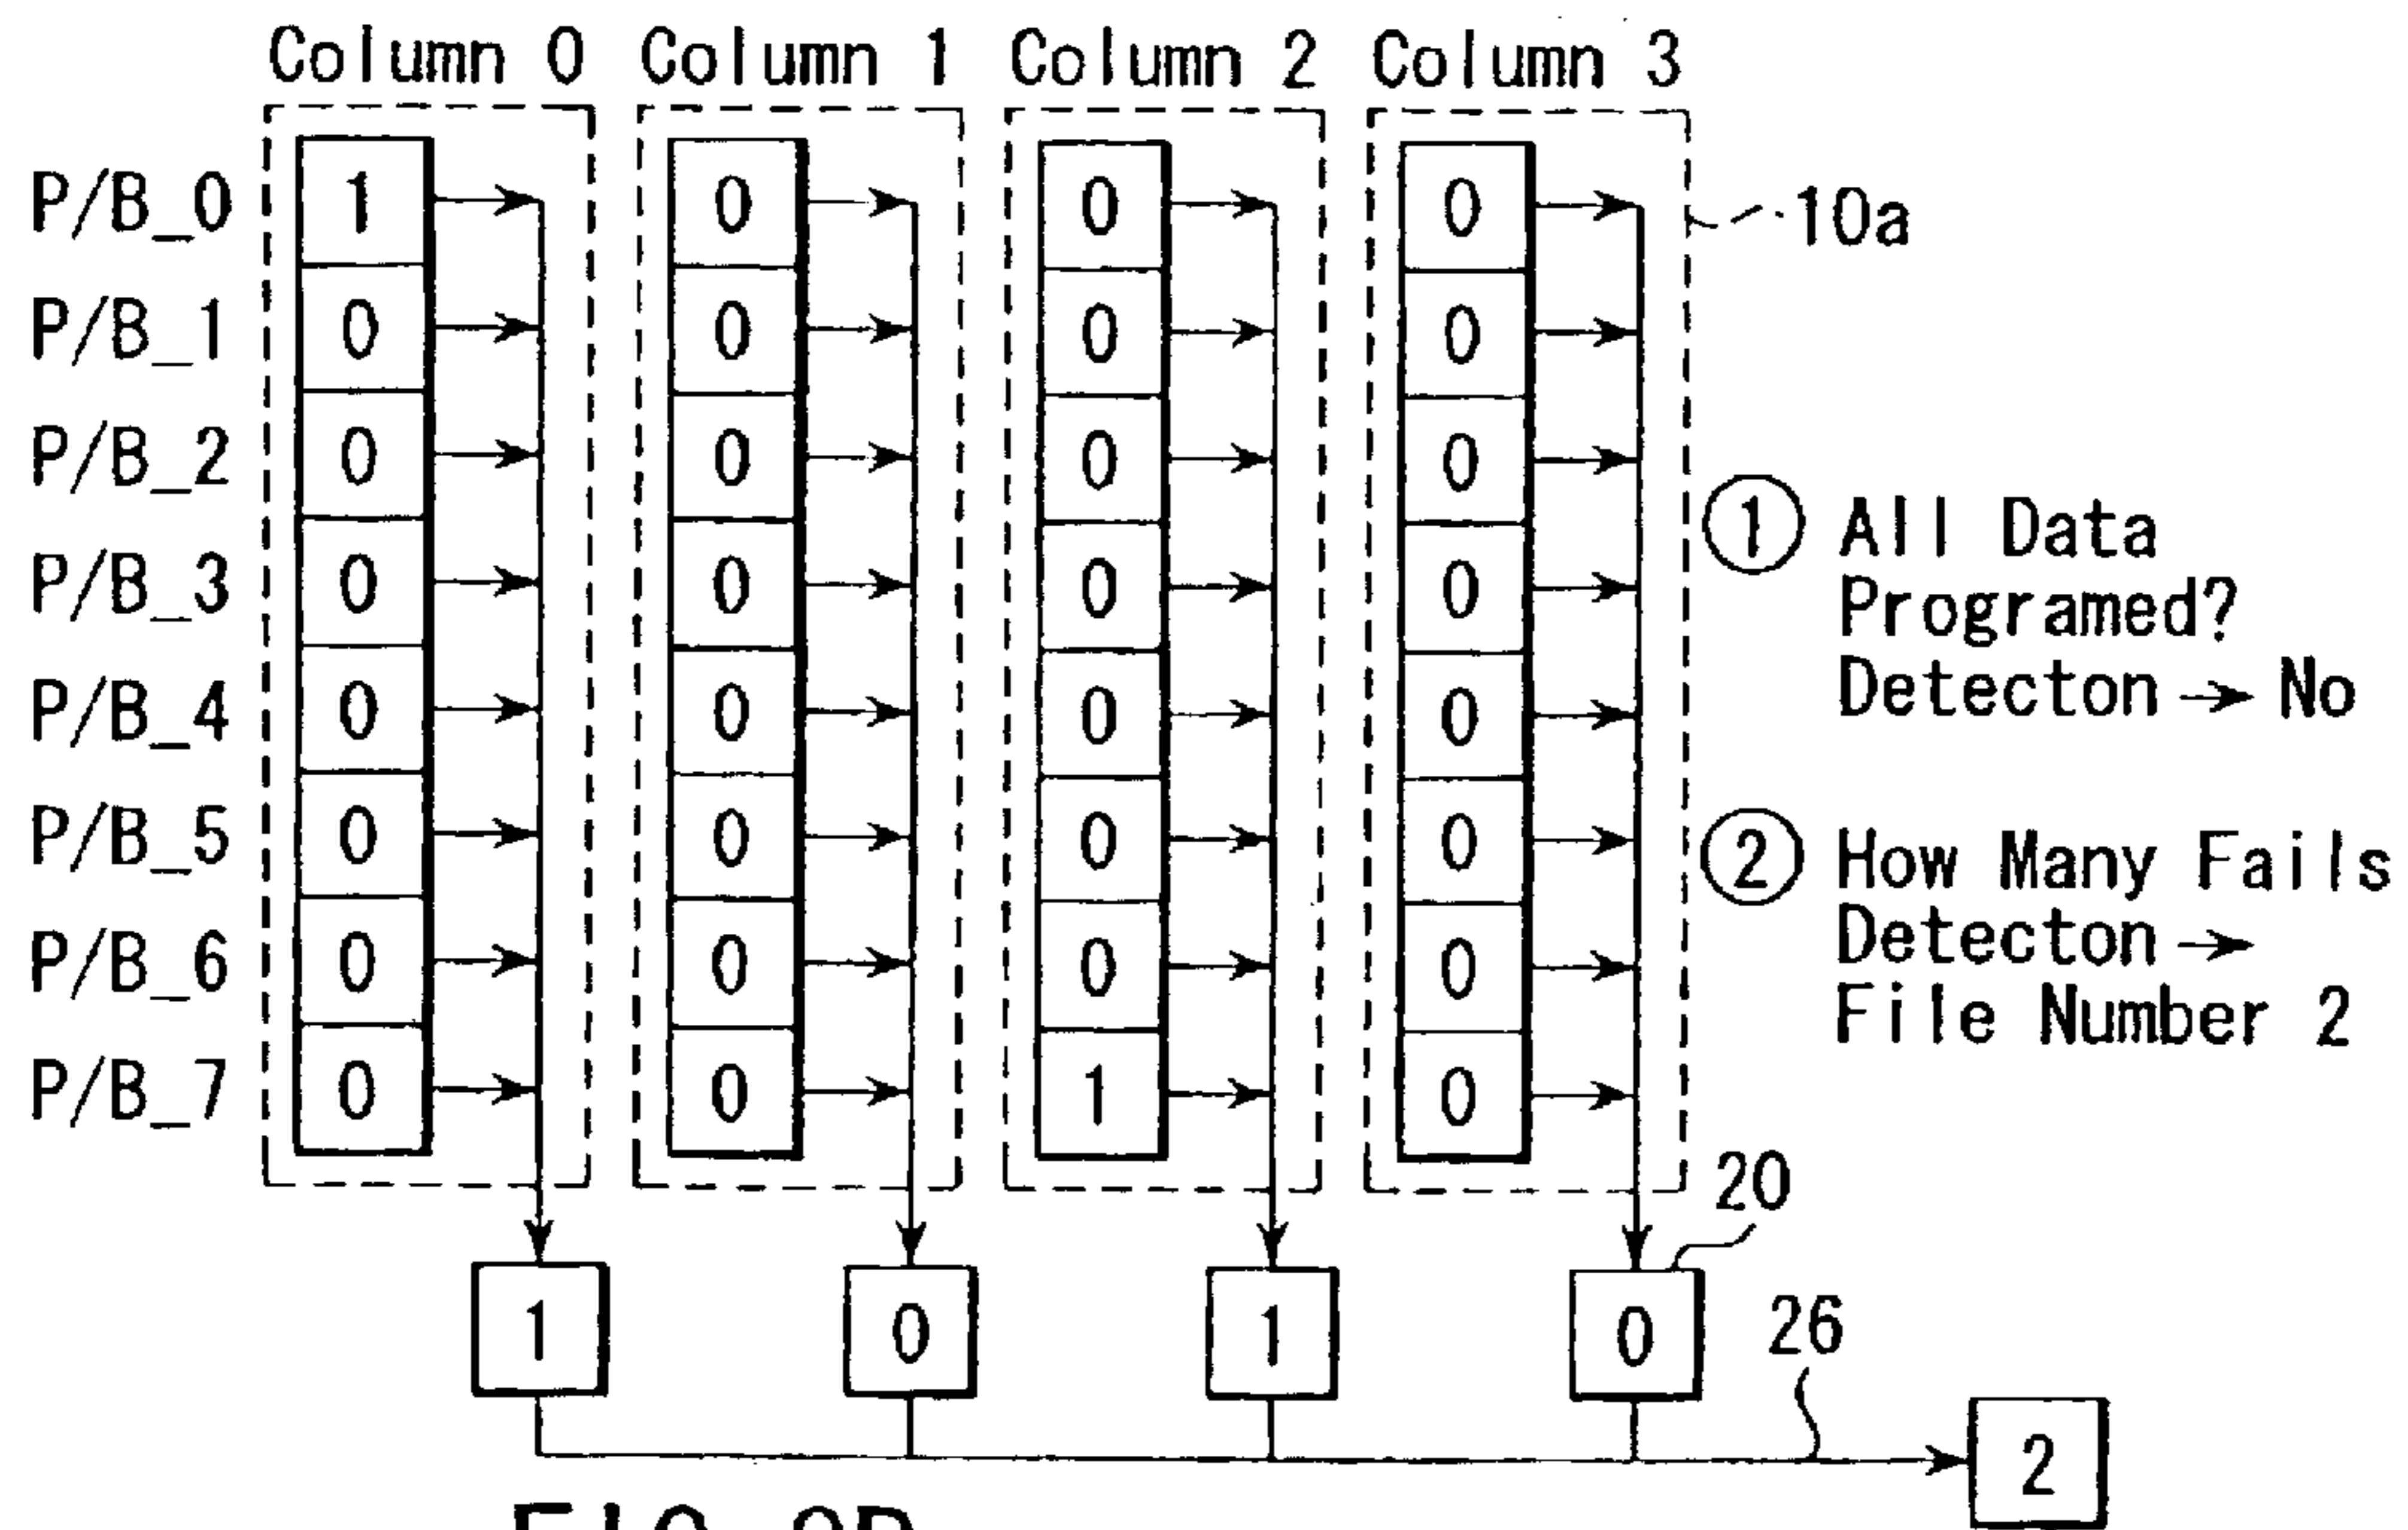 Column 0 Column 1 Column 2 Column 3
P/B_0 1 0 0 0 10a
P/B_1 0 0 0 0
P/B_2 0 0 0 0
P/B_3 0 0 0 0
P/B_4 0 0 0 0
P/B_5 0 0 0 0
P/B_6 0 0 0 0
P/B_7 0 0 1 0
① All Data
Programed?
Detecton → No
② How Many Fails
Detecton →
File Number 2
20
1 0 1 0
26
2